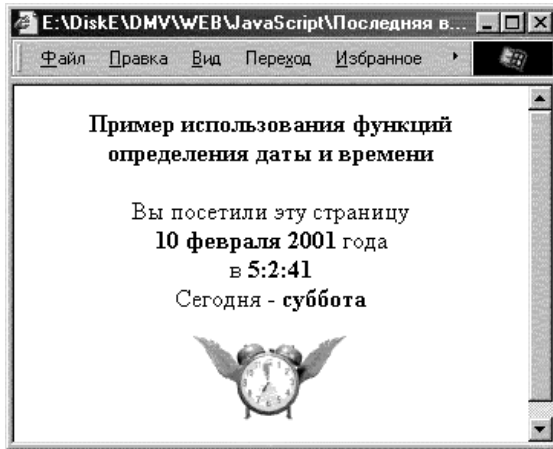 E:\DiskE\DMV\WEB\JavaScript\Последняя в...
Файл Правка Вид Переход Избранное
Пример использования функций
определения даты и времени
Вы посетили эту страницу
10 февраля 2001 года
в 5:2:41
Сегодня - суббота